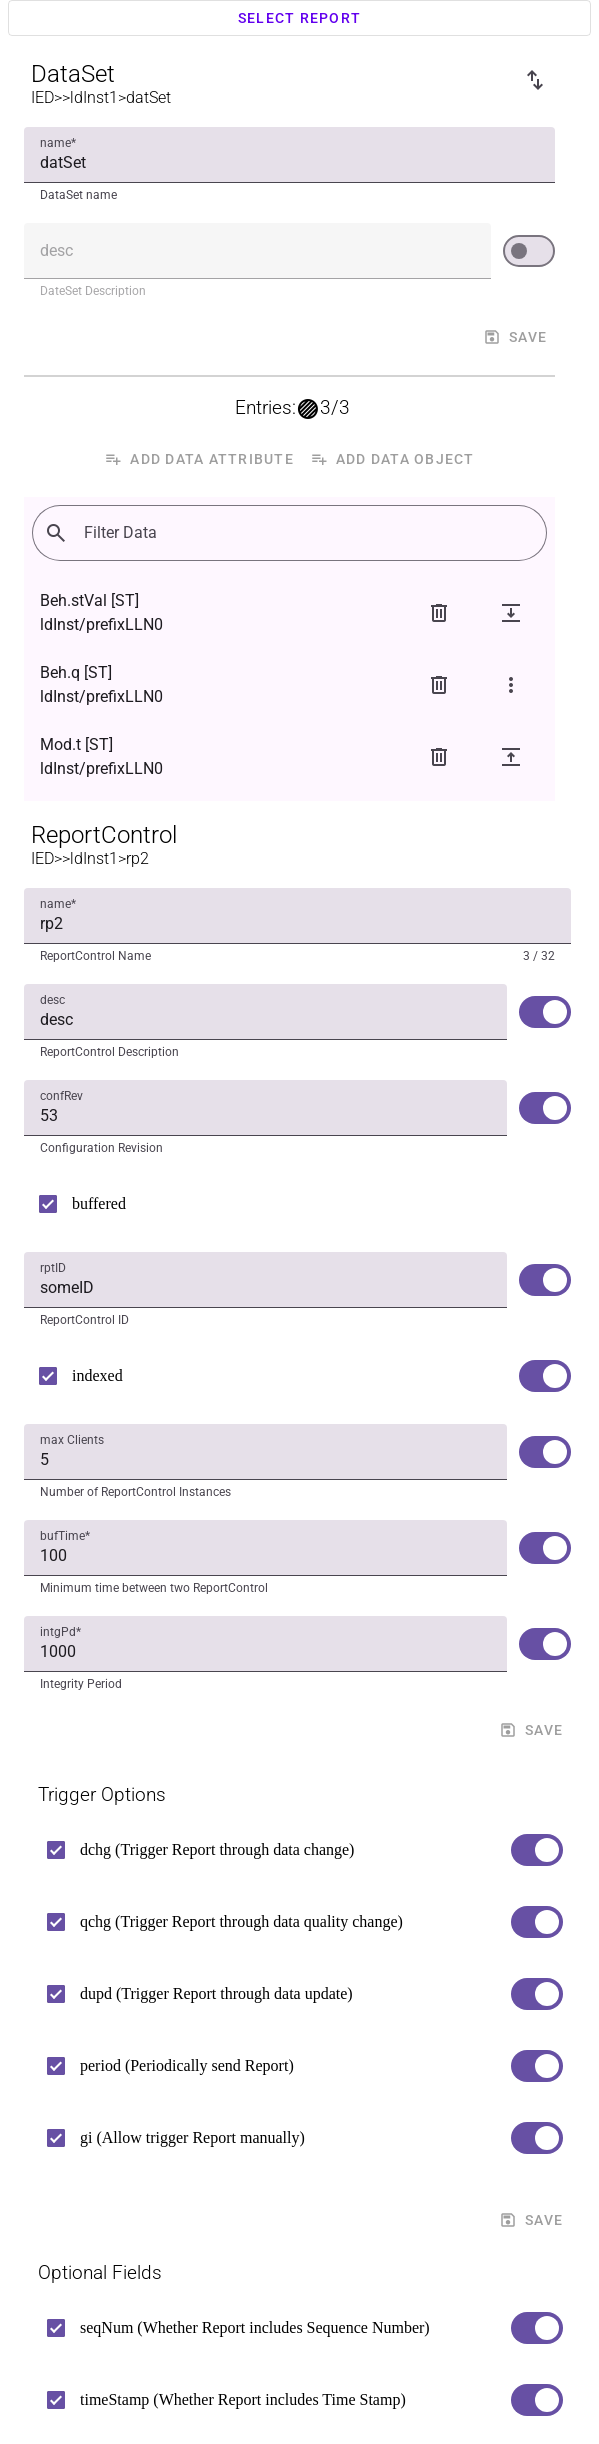 SELECT REPORT
DataSet
IED>>ldInst1>datSet
name*
datSet
DataSet name
desc
DateSet Description
SAVE
Entries: 3/3
ADD DATA ATTRIBUTE ADD DATA OBJECT
Filter Data
Beh.stVal [ST]
ldInst/prefixLLN0
Beh.q [ST]
ldInst/prefixLLN0
Mod.t [ST]
ldInst/prefixLLN0
ReportControl
IED>>ldInst1>rp2
name*
rp2
ReportControl Name 3 / 32
desc
desc
ReportControl Description
confRev
53
Configuration Revision
buffered
rptID
someID
ReportControl ID
indexed
max Clients
5
Number of ReportControl Instances
bufTime*
100
Minimum time between two ReportControl
intgPd*
1000
Integrity Period
SAVE
Trigger Options
dchg (Trigger Report through data change)
qchg (Trigger Report through data quality change)
dupd (Trigger Report through data update)
period (Periodically send Report)
gi (Allow trigger Report manually)
SAVE
Optional Fields
seqNum (Whether Report includes Sequence Number)
timeStamp (Whether Report includes Time Stamp)